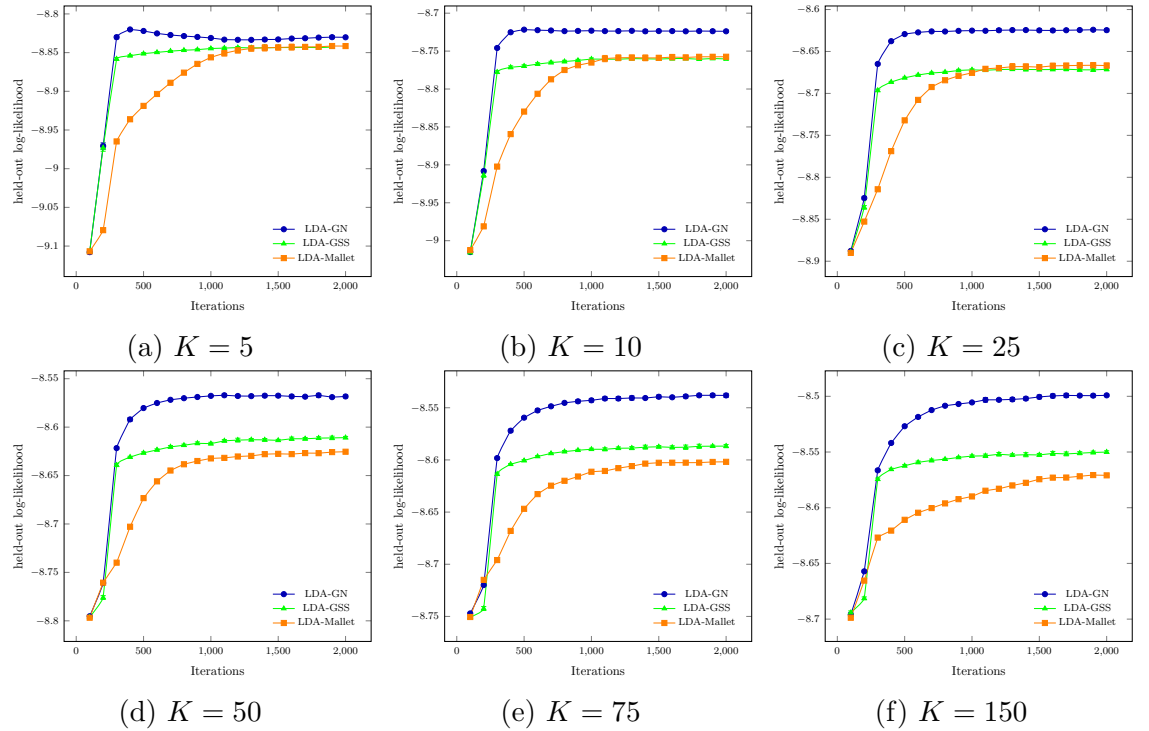 −8.8
−8.85
−8.9
−8.95
−9
−9.05
−9.1
held-out log-likelihood
0
500
1,000
1,500
2,000
Iterations
LDA-GN
LDA-GSS
LDA-Mallet
(a) K = 5
−8.7
−8.75
−8.8
−8.85
−8.9
−8.95
−9
held-out log-likelihood
0
500
1,000
1,500
2,000
Iterations
LDA-GN
LDA-GSS
LDA-Mallet
(b) K = 10
−8.6
−8.65
−8.7
−8.75
−8.8
−8.85
−8.9
held-out log-likelihood
0
500
1,000
1,500
2,000
Iterations
LDA-GN
LDA-GSS
LDA-Mallet
(c) K = 25
−8.55
−8.6
−8.65
−8.7
−8.75
−8.8
held-out log-likelihood
0
500
1,000
1,500
2,000
Iterations
LDA-GN
LDA-GSS
LDA-Mallet
(d) K = 50
−8.55
−8.6
−8.65
−8.7
−8.75
held-out log-likelihood
0
500
1,000
1,500
2,000
Iterations
LDA-GN
LDA-GSS
LDA-Mallet
(e) K = 75
−8.5
−8.55
−8.6
−8.65
−8.7
held-out log-likelihood
0
500
1,000
1,500
2,000
Iterations
LDA-GN
LDA-GSS
LDA-Mallet
(f) K = 150